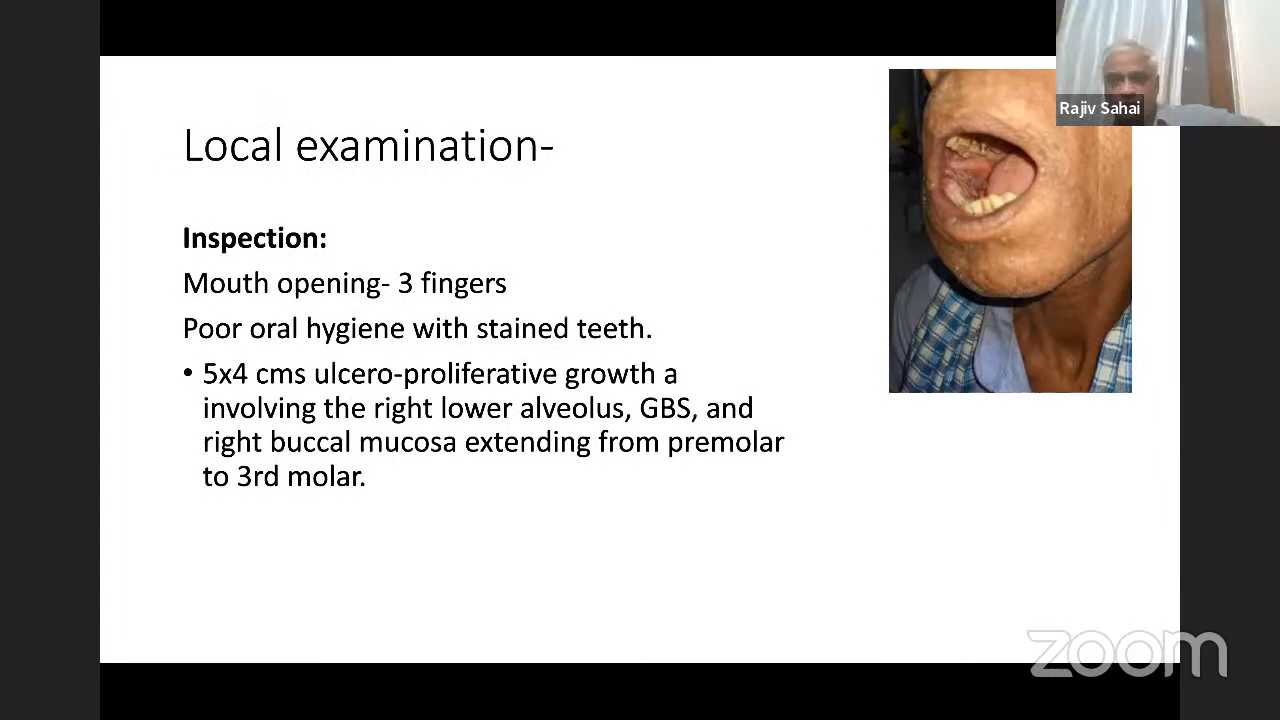 Rajiv Sahai
Local examination-
Inspection:
Mouth opening- 3 fingers
Poor oral hygiene with stained teeth.
• 5x4 cms ulcero-proliferative growth a
involving the right lower alveolus, GBS, and
right buccal mucosa extending from premolar
to 3rd molar.
zoom